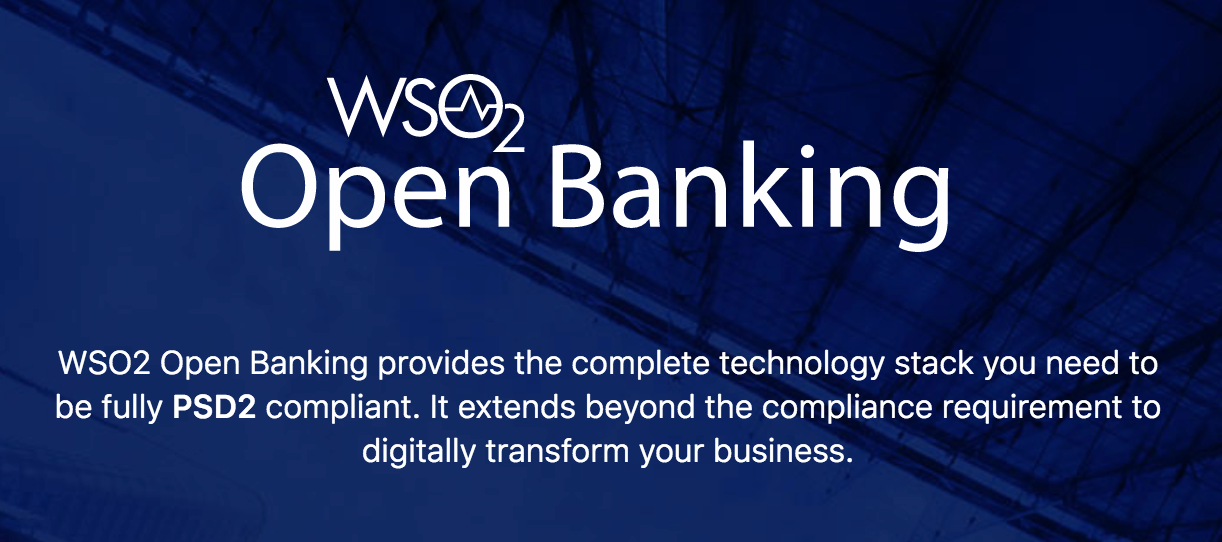 WSO2
Open Banking
WSO2 Open Banking provides the complete technology stack you need to
be fully PSD2 compliant. It extends beyond the compliance requirement to
digitally transform your business.